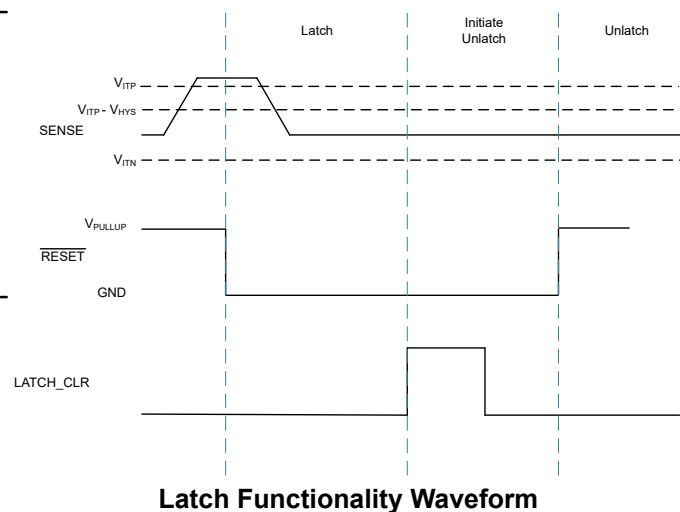 Latch
Initiate
Unlatch
Unlatch
VITP
VITP - VHYS
SENSE
VITN
VPULLUP
RESET
GND
LATCH_CLR
Latch Functionality Waveform